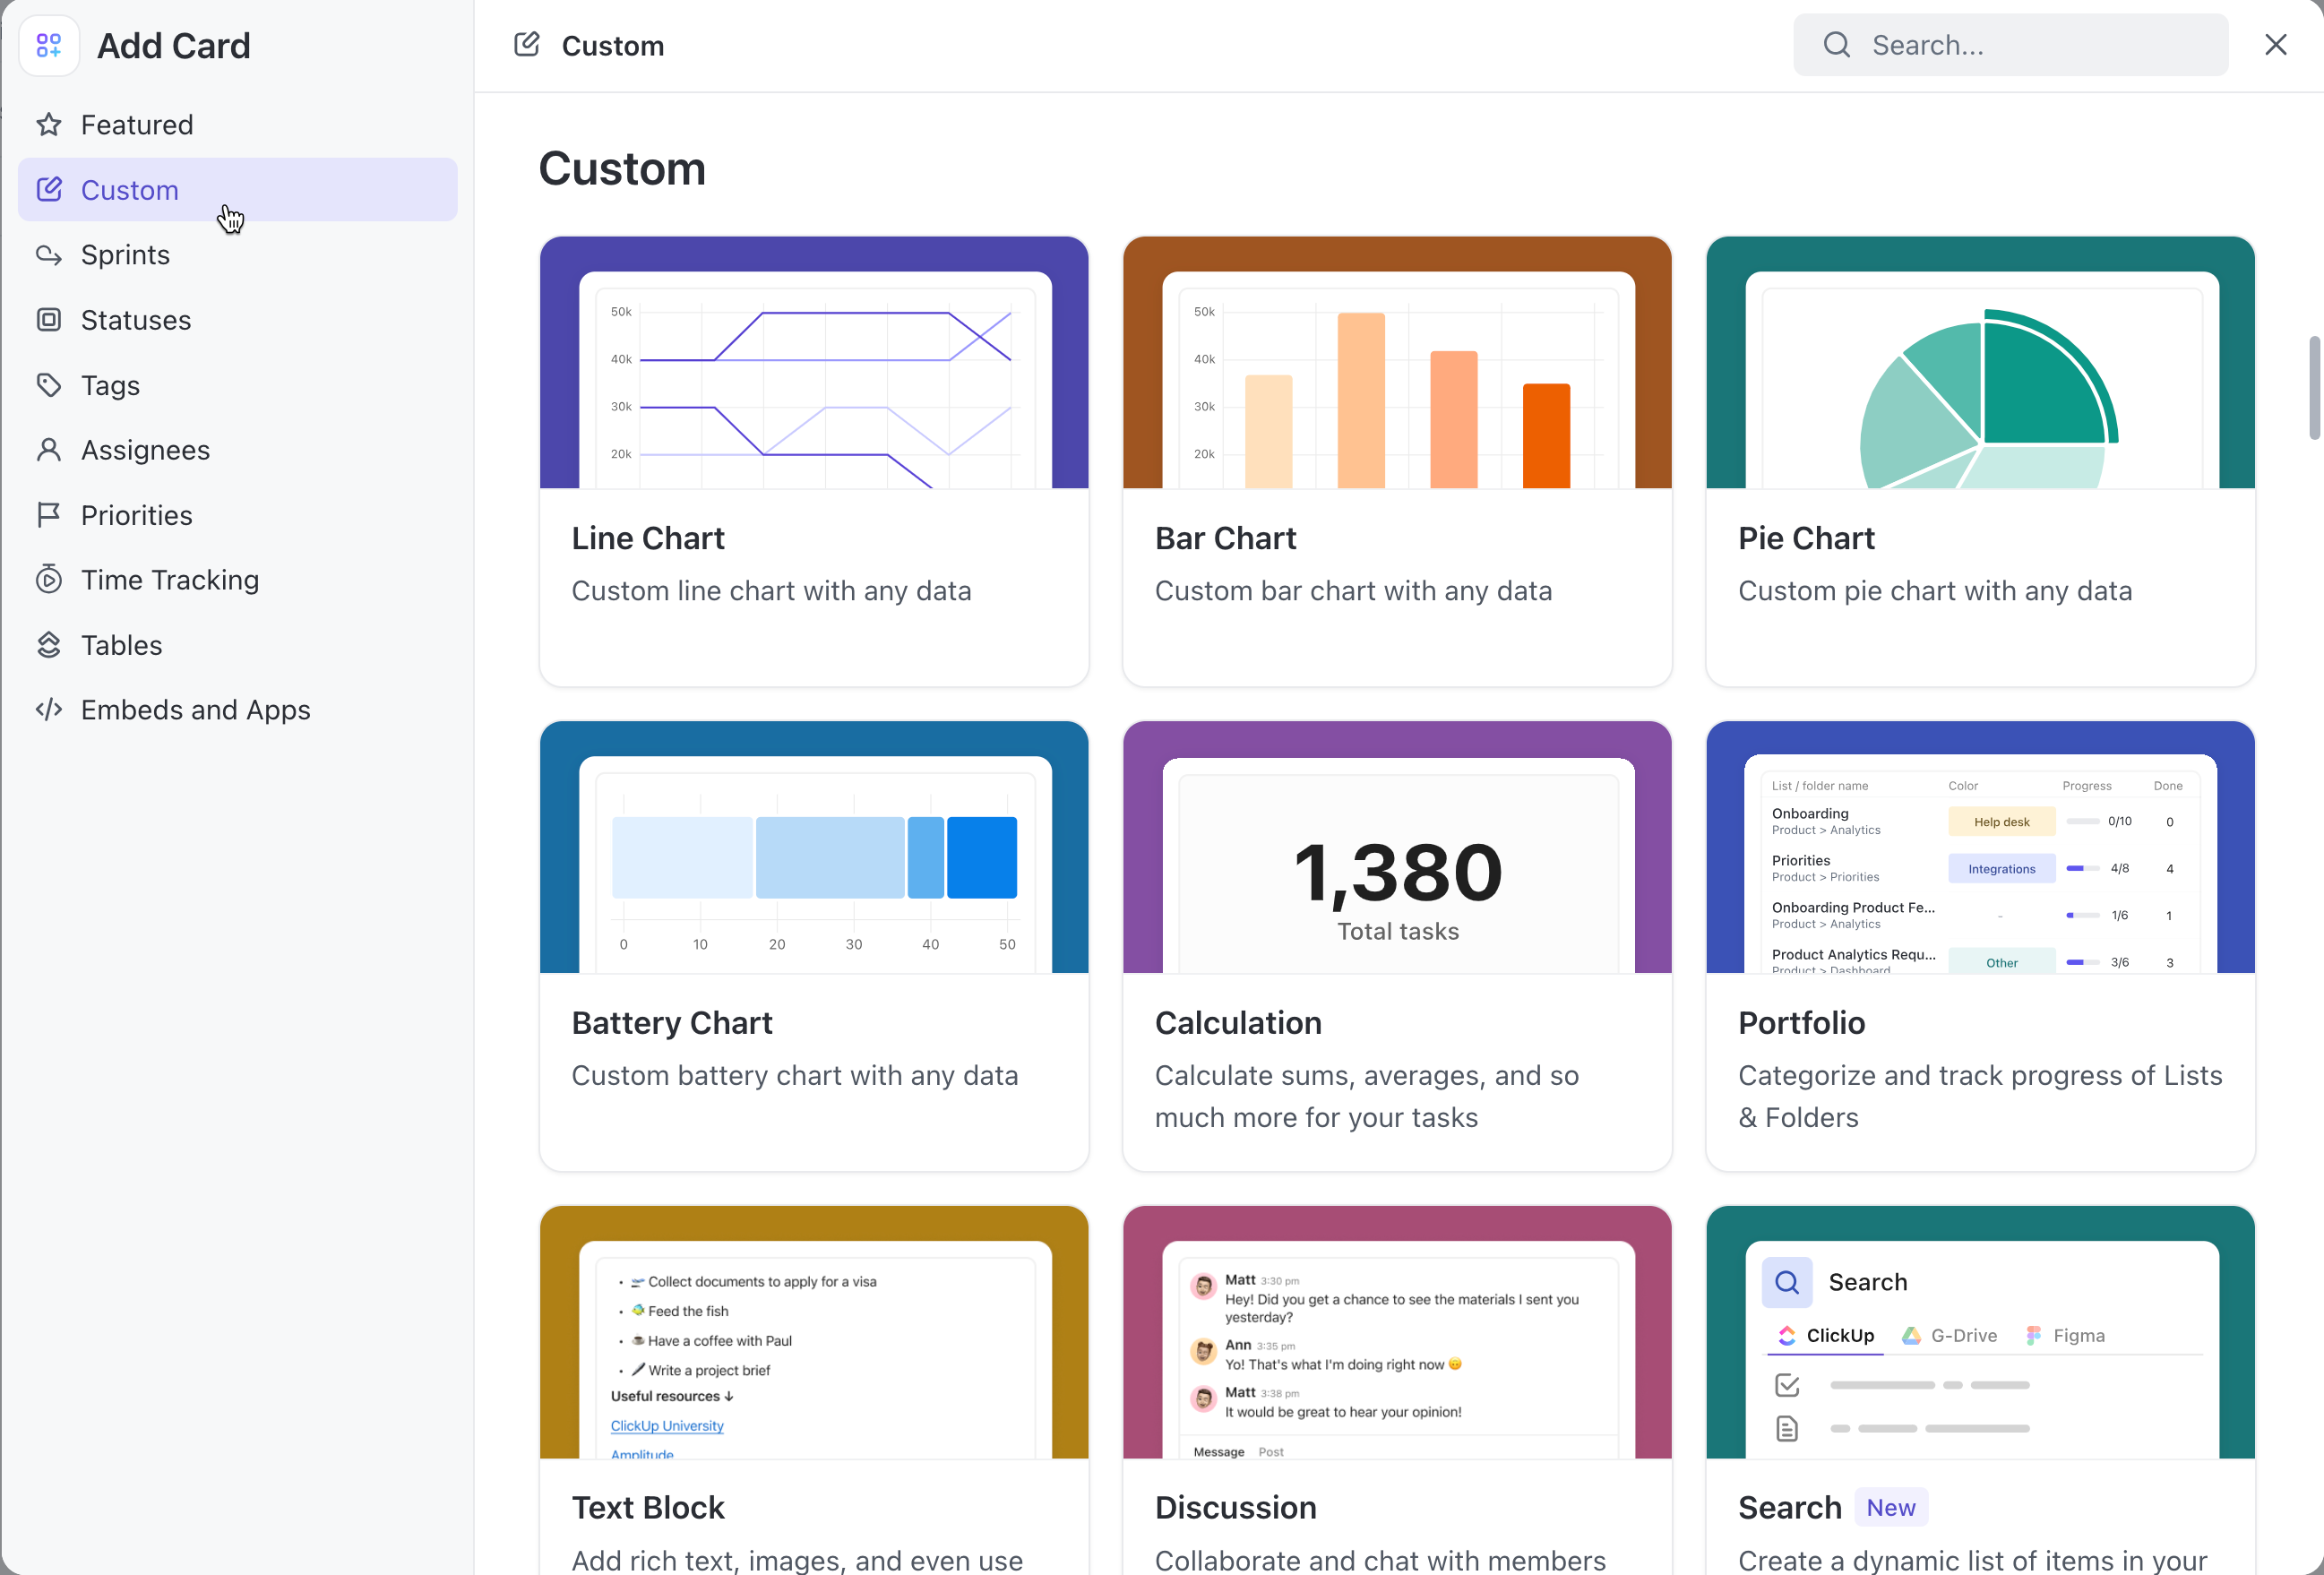 Add Card
Featured
Custom
Sprints
Statuses
Tags
Assignees
Priorities
Time Tracking
Tables
Embeds and Apps
Custom
Search...
Custom
50k
40k
30k
20k
Line Chart
Custom line chart with any data
50k
40k
30k
20k
Bar Chart
Custom bar chart with any data
Pie Chart
Custom pie chart with any data
0 10 20 30 40 50
Battery Chart
Custom battery chart with any data
1,380
Total tasks
Calculation
Calculate sums, averages, and so
much more for your tasks
List / folder name Color Progress Done
Onboarding
Product > Analytics
Help desk 0/10 0
Priorities
Product > Priorities
Integrations 4/8 4
Onboarding Product Fe...
Product > Analytics
- 1/6 1
Product Analytics Requ...
Product > Dashboard
Other 3/6 3
Portfolio
Categorize and track progress of Lists
& Folders
• Collect documents to apply for a visa
• Feed the fish
• Have a coffee with Paul
• Write a project brief
Useful resources ↓
ClickUp University
Amplitude
Text Block
Add rich text, images, and even use
Matt 3:30 pm
Hey! Did you get a chance to see the materials I sent you
yesterday?
Ann 3:35 pm
Yo! That's what I'm doing right now
Matt 3:38 pm
It would be great to hear your opinion!
Message Post
Discussion
Collaborate and chat with members
Search
ClickUp G-Drive Figma
Search New
Create a dynamic list of items in your